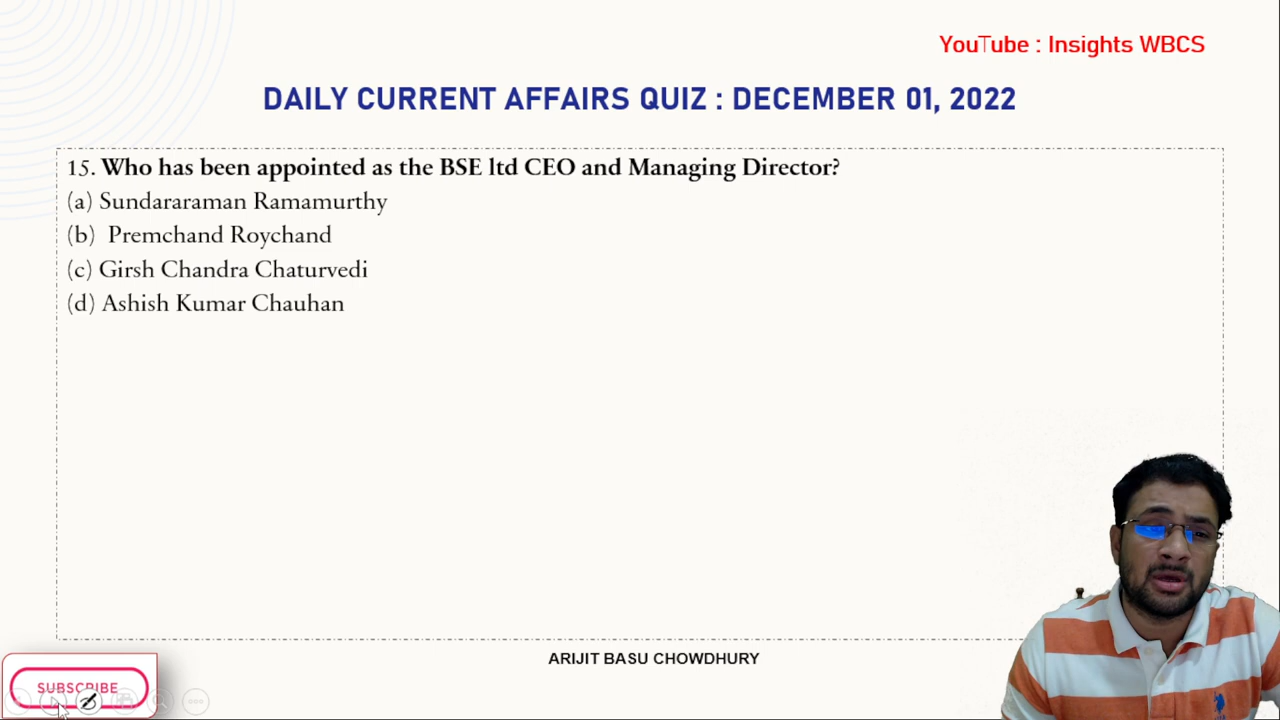 YouTube : Insights WBCS
DAILY CURRENT AFFAIRS QUIZ : DECEMBER 01, 2022
15. Who has been appointed as the BSE ltd CEO and Managing Director?
(a) Sundararaman Ramamurthy
(b) Premchand Roychand
(c) Girsh Chandra Chaturvedi
(d) Ashish Kumar Chauhan
ARIJIT BASU CHOWDHURY
SUBSCRIBE